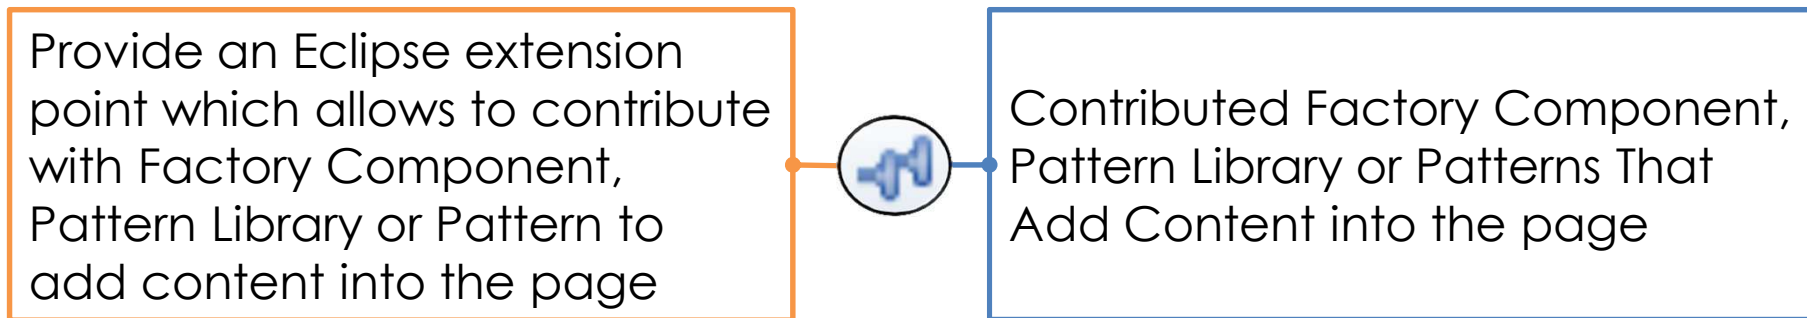 Provide an Eclipse extension
point which allows to contribute
with Factory Component,
Pattern Library or Pattern to
add content into the page
Contributed Factory Component,
Pattern Library or Patterns That
Add Content into the page